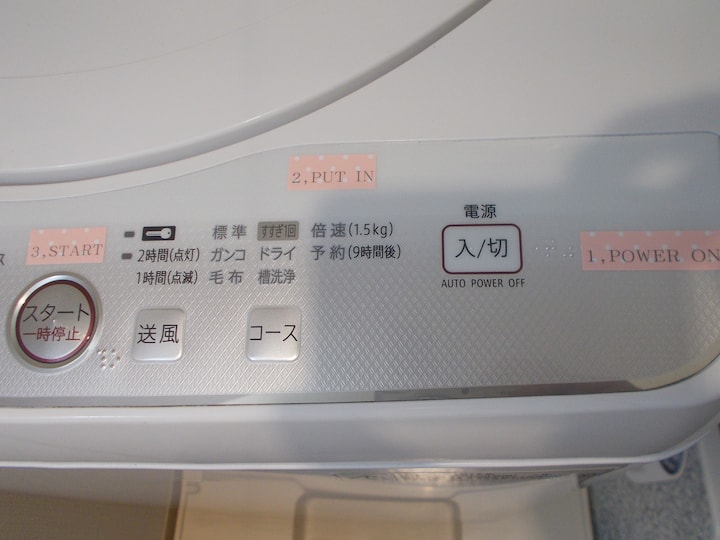 2,PUT IN
電源
3,START
標準 すすぎ1回 倍速(1.5kg)
2時間(点灯) ガンコ ドライ 予約(9時間後)
1時間(点滅) 毛布 槽洗浄
入/切
1,POWER ON
AUTO POWER OFF
ス
スタート
一時停止
送風
コース